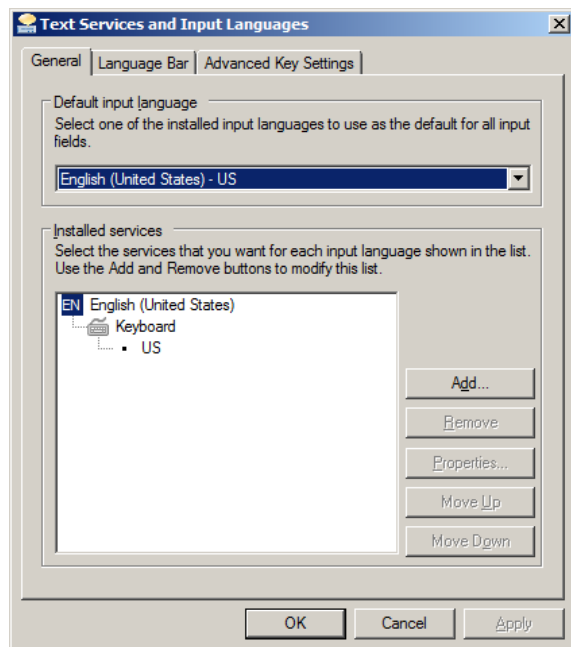 Text Services and Input Languages
General
Language Bar
Advanced Key Settings
Default input language
Select one of the installed input languages to use as the default for all input
fields.
English (United States) - US
Installed services
Select the services that you want for each input language shown in the list.
Use the Add and Remove buttons to modify this list.
EN English (United States)
Keyboard
US
Add...
Remove
Properties...
Move Up
Move Down
OK
Cancel
Apply